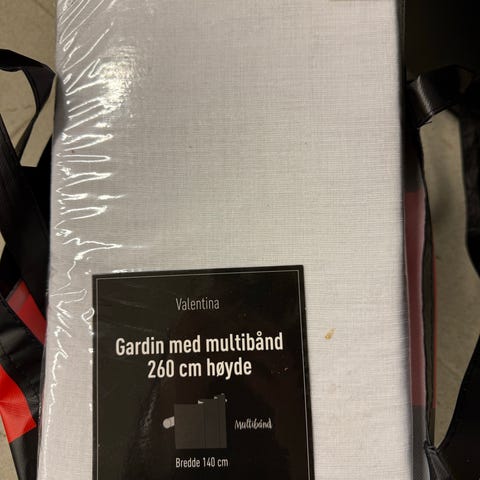 Valentina
Gardin med multibånd
260 cm høyde
Multibånd
Bredde 140 cm